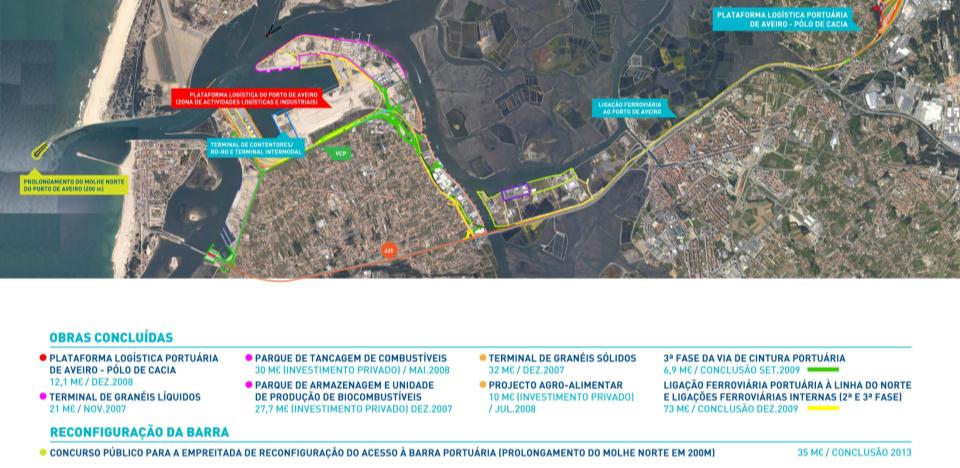 PLATAFORMA LOGÍSTICA PORTUÁRIA
DE AVEIRO - PÓLO DE CACIA
PLATAFORMA LOGÍSTICA DO PORTO DE AVEIRO
(ZONA DE ACTIVIDADES LOGÍSTICAS E INDUSTRIAIS)
LIGAÇÃO FERROVIÁRIA
AO PORTO DE AVEIRO
TERMINAL DE CONTENTORES/
RO-RO E TERMINAL INTERMODAL
VCP
PROLONGAMENTO DO MOLHE NORTE
DO PORTO DE AVEIRO (200 m)
A25
OBRAS CONCLUÍDAS
PLATAFORMA LOGÍSTICA PORTUÁRIA
DE AVEIRO - PÓLO DE CACIA
12,1 M€ / DEZ.2008
TERMINAL DE GRANÉIS LÍQUIDOS
21 M€ / NOV.2007
PARQUE DE TANCAGEM DE COMBUSTÍVEIS
30 M€ (INVESTIMENTO PRIVADO) / MAI.2008
PARQUE DE ARMAZENAGEM E UNIDADE
DE PRODUÇÃO DE BIOCOMBUSTÍVEIS
27,7 M€ (INVESTIMENTO PRIVADO) DEZ.2007
TERMINAL DE GRANÉIS SÓLIDOS
32 M€ / DEZ.2007
PROJECTO AGRO-ALIMENTAR
10 M€ (INVESTIMENTO PRIVADO)
/ JUL.2008
3ª FASE DA VIA DE CINTURA PORTUÁRIA
6,9 M€ / CONCLUSÃO SET.2009
LIGAÇÃO FERROVIÁRIA PORTUÁRIA À LINHA DO NORTE
E LIGAÇÕES FERROVIÁRIAS INTERNAS (2ª E 3ª FASE)
73 M€ / CONCLUSÃO DEZ.2009
RECONFIGURAÇÃO DA BARRA
CONCURSO PÚBLICO PARA A EMPREITADA DE RECONFIGURAÇÃO DO ACESSO À BARRA PORTUÁRIA (PROLONGAMENTO DO MOLHE NORTE EM 200M) 35 M€ / CONCLUSÃO 2013